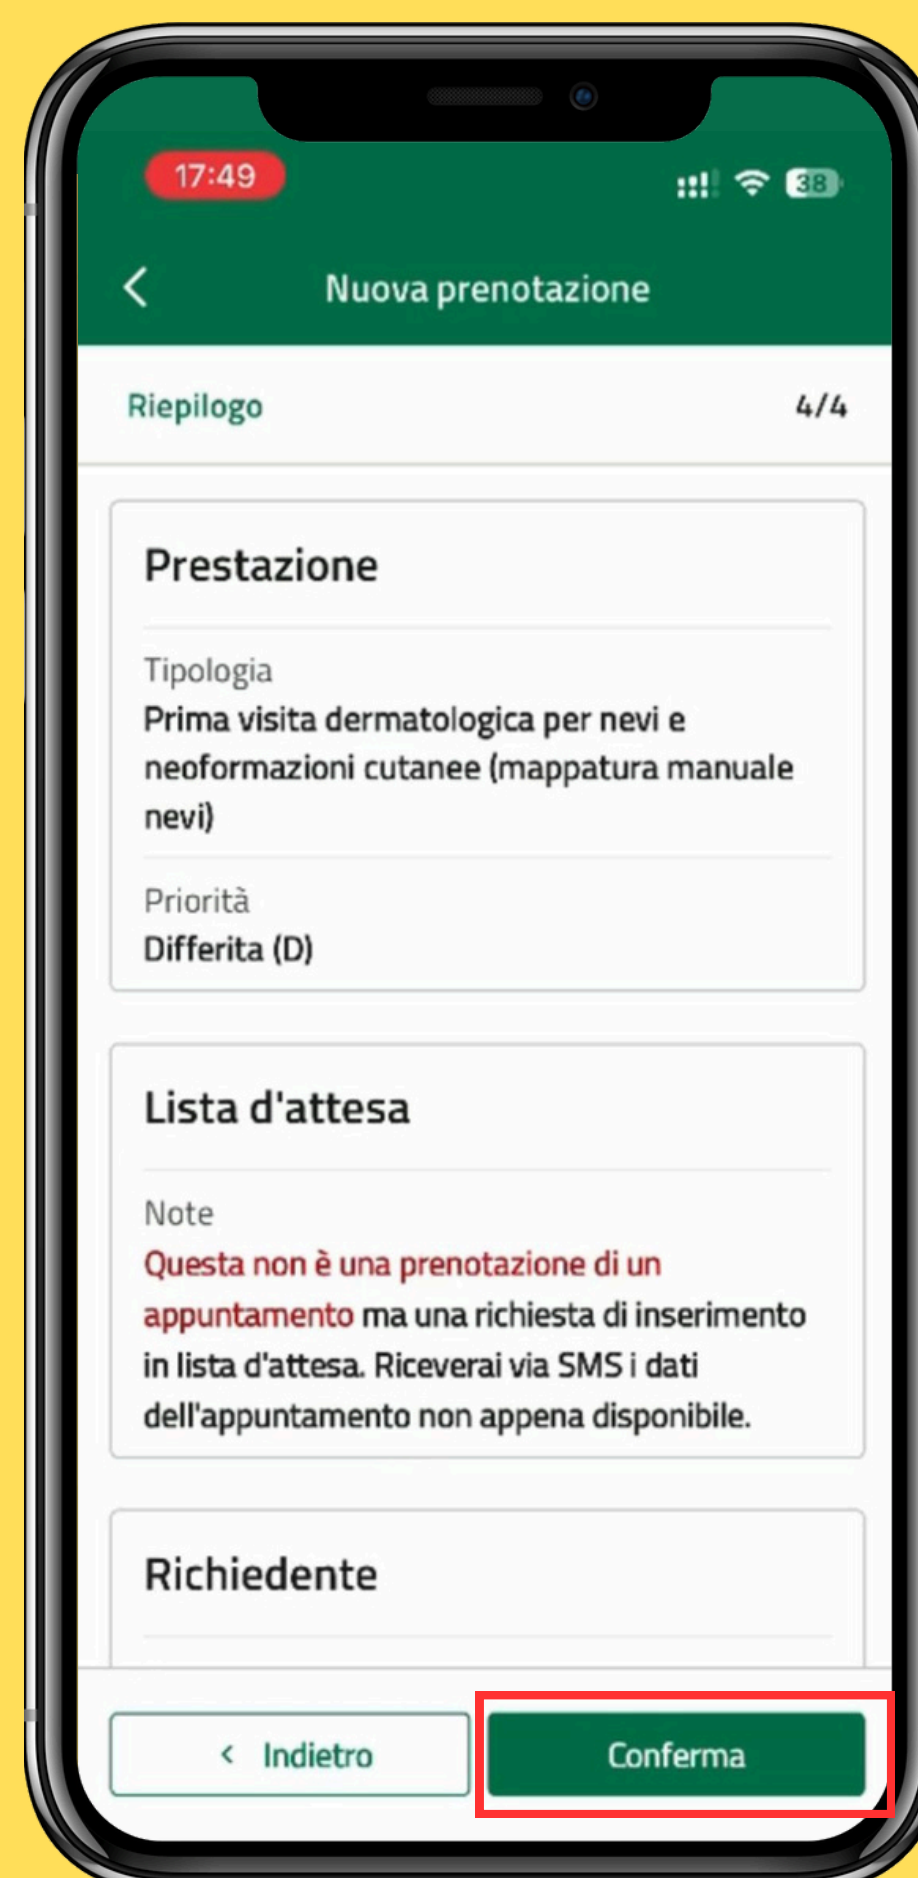 17:49
38
Nuova prenotazione
Riepilogo
4/4
Prestazione
Tipologia
Prima visita dermatologica per nevi e
neoformazioni cutanee (mappatura manuale
nevi)
Priorità
Differita (D)
Lista d'attesa
Note
Questa non è una prenotazione di un
appuntamento ma una richiesta di inserimento
in lista d'attesa. Riceverai via SMS i dati
dell'appuntamento non appena disponibile.
Richiedente
< Indietro
Conferma